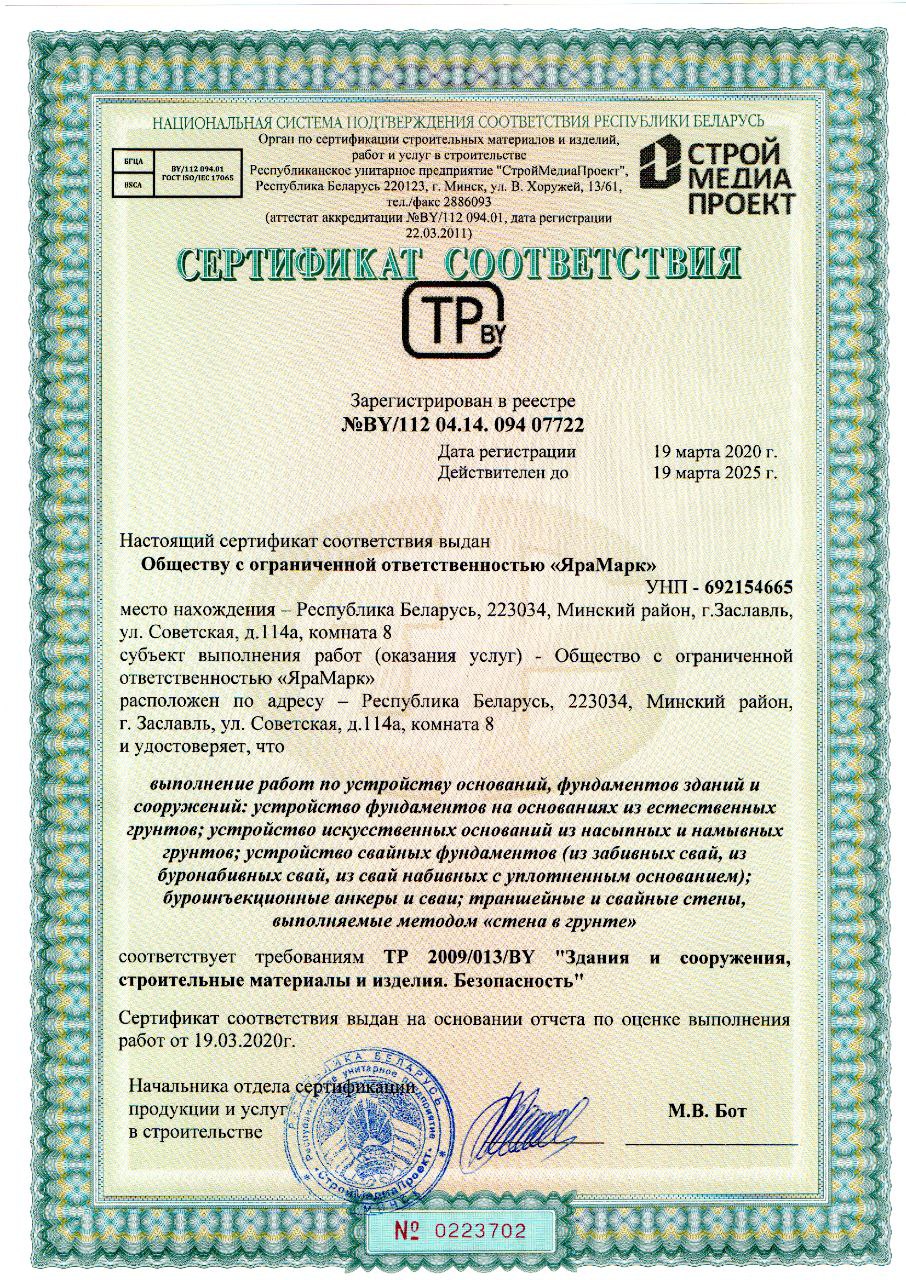 НАЦИОНАЛЬНАЯ СИСТЕМА ПОДТВЕРЖДЕНИЯ СООТВЕТСТВИЯ РЕСПУБЛИКИ БЕЛАРУСЬ
Орган по сертификации строительных материалов и изделий,
работ и услуг в строительстве
Республиканское унитарное предприятие "СтройМедиаПроект",
Республика Беларусь 220123, г. Минск, ул. В. Хоружей, 13/61,
тел./факс 2886093
(аттестат аккредитации №BY/112 094.01, дата регистрации
22.03.2011)
БГЦА
BSCA
BY/112 094.01
ГОСТ ISO/IEC 17065
СТРОЙ
МЕДИА
ПРОЕКТ
СЕРТИФИКАТ СООТВЕТСТВИЯ
ТР BY
Зарегистрирован в реестре
№BY/112 04.14. 094 07722
Дата регистрации 19 марта 2020 г.
Действителен до 19 марта 2025 г.
Настоящий сертификат соответствия выдан
Обществу с ограниченной ответственностью «ЯраМарк»
УНП - 692154665
место нахождения – Республика Беларусь, 223034, Минский район, г.Заславль,
ул. Советская, д.114а, комната 8
субъект выполнения работ (оказания услуг) - Общество с ограниченной
ответственностью «ЯраМарк»
расположен по адресу – Республика Беларусь, 223034, Минский район,
г. Заславль, ул. Советская, д.114а, комната 8
и удостоверяет, что
выполнение работ по устройству оснований, фундаментов зданий и
сооружений: устройство фундаментов на основаниях из естественных
грунтов; устройство искусственных оснований из насыпных и намывных
грунтов; устройство свайных фундаментов (из забивных свай, из
буронабивных свай, из свай набивных с уплотненным основанием);
буроинъекционные анкеры и сваи; траншейные и свайные стены,
выполняемые методом «стена в грунте»
соответствует требованиям ТР 2009/013/BY "Здания и сооружения,
строительные материалы и изделия. Безопасность"
Сертификат соответствия выдан на основании отчета по оценке выполнения
работ от 19.03.2020г.
Начальника отдела сертификации
продукции и услуг
в строительстве
М.В. Бот
РЕСПУБЛИКА БЕЛАРУСЬ
Республиканское унитарное предприятие
«СтройМедиаПроект»
МИНСК
№ 0223702